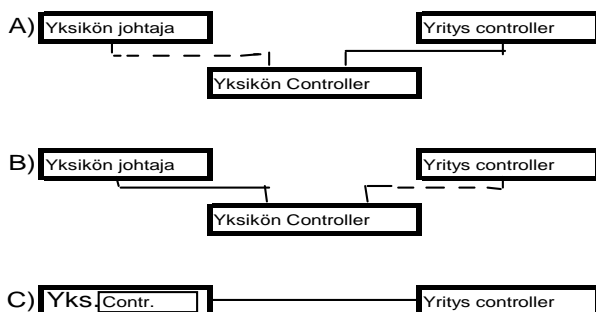 A) Yksikön johtaja Yritys controller
Yksikön Controller
B) Yksikön johtaja Yritys controller
Yksikön Controller
C) Yks. Contr. Yritys controller